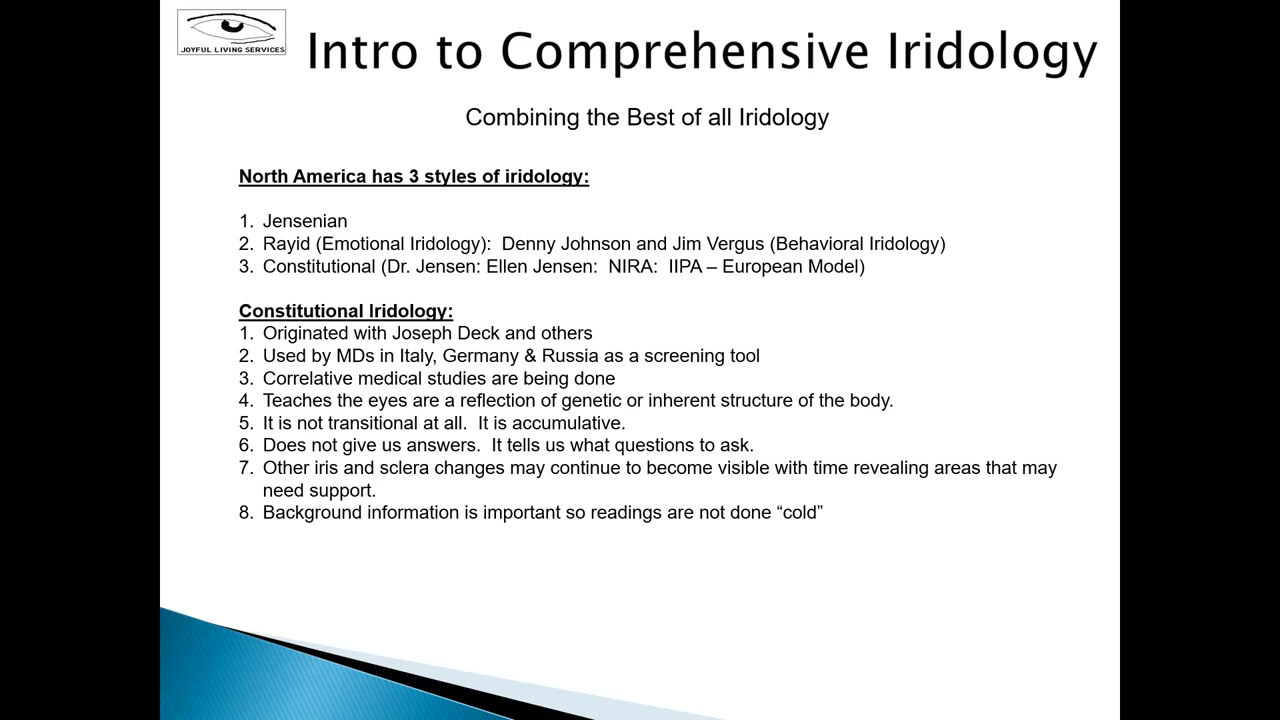 JOYFUL LIVING SERVICES
Intro to Comprehensive Iridology
Combining the Best of all Iridology
North America has 3 styles of iridology:
1. Jensenian
2. Rayid (Emotional Iridology): Denny Johnson and Jim Vergus (Behavioral Iridology)
3. Constitutional (Dr. Jensen: Ellen Jensen: NIRA: IIPA – European Model)
Constitutional Iridology:
1. Originated with Joseph Deck and others
2. Used by MDs in Italy, Germany & Russia as a screening tool
3. Correlative medical studies are being done
4. Teaches the eyes are a reflection of genetic or inherent structure of the body.
5. It is not transitional at all. It is accumulative.
6. Does not give us answers. It tells us what questions to ask.
7. Other iris and sclera changes may continue to become visible with time revealing areas that may
need support.
8. Background information is important so readings are not done “cold”